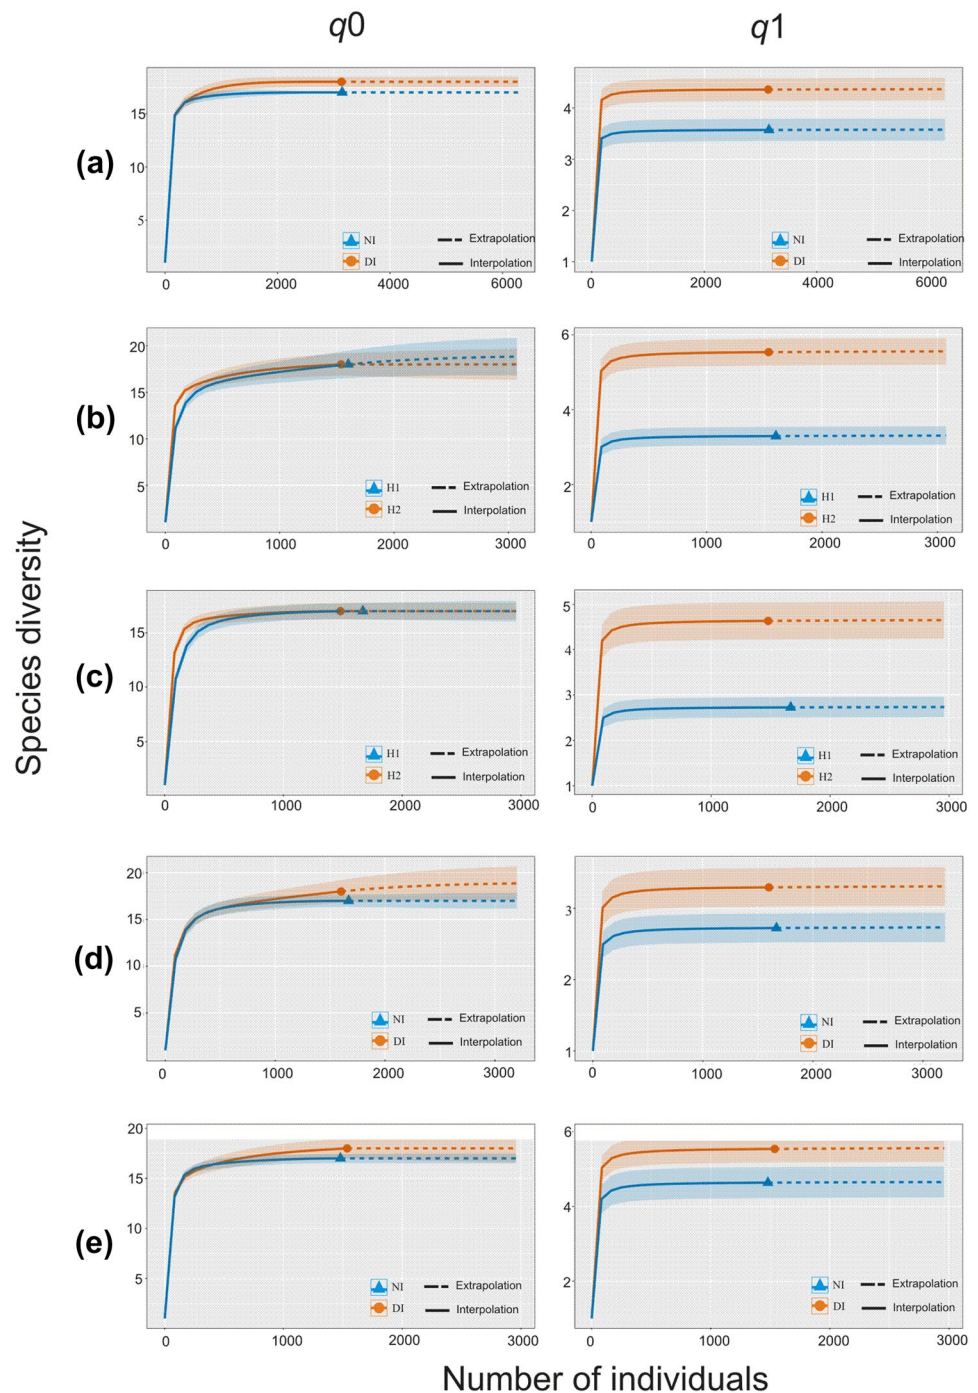 q0 q1
Species diversity
(a)
15
10
5
0 2000 4000 6000
NI Extrapolation
DI Interpolation
4
3
2
1
0 2000 4000 6000
NI Extrapolation
DI Interpolation
(b)
20
15
10
5
0 1000 2000 3000
H1 Extrapolation
H2 Interpolation
6
4
2
0 1000 2000 3000
H1 Extrapolation
H2 Interpolation
(c)
15
10
5
0 1000 2000 3000
H1 Extrapolation
H2 Interpolation
5
4
3
2
1
0 1000 2000 3000
H1 Extrapolation
H2 Interpolation
(d)
20
15
10
5
0 1000 2000 3000
NI Extrapolation
DI Interpolation
3
2
1
0 1000 2000 3000
NI Extrapolation
DI Interpolation
(e)
20
15
10
5
0 1000 2000 3000
NI Extrapolation
DI Interpolation
6
4
2
0 1000 2000 3000
NI Extrapolation
DI Interpolation
Number of individuals